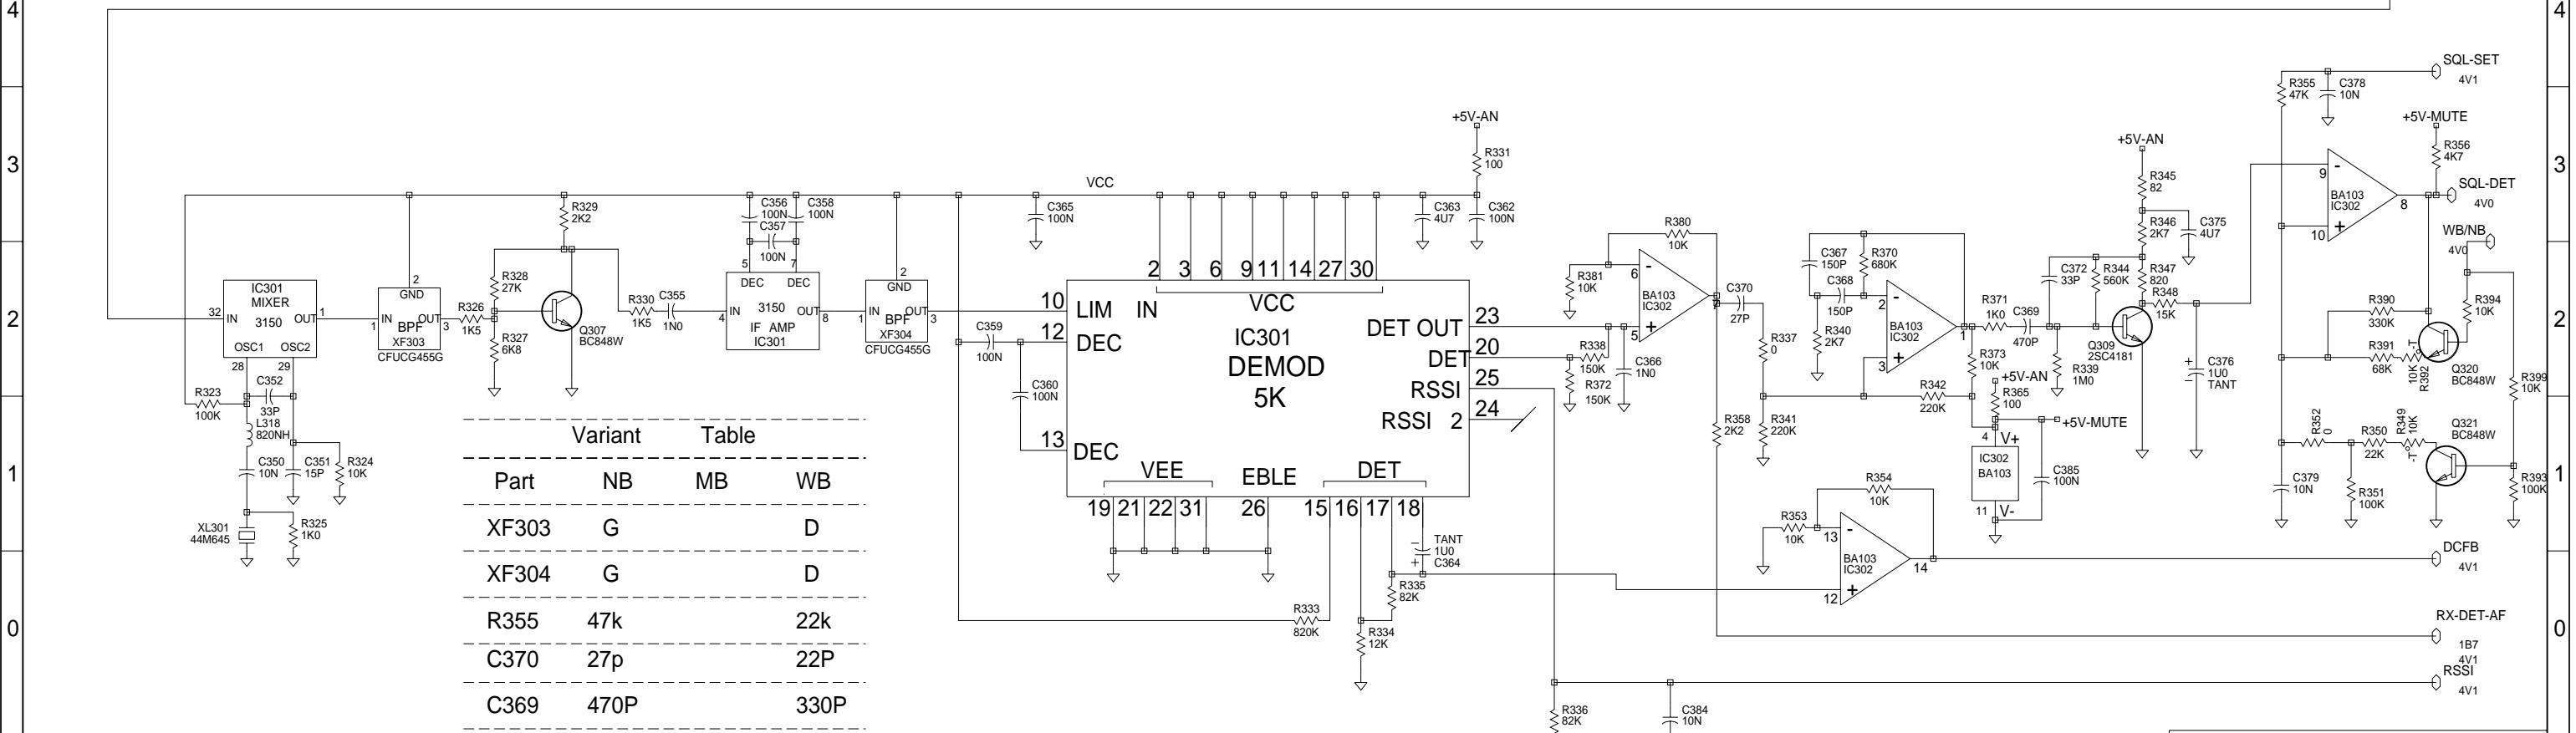 4
4
3
3
2
2
1
1
0
0
IC301
MIXER
3150
32
IN
OUT
1
OSC1
OSC2
28
29
R323
100K
C352
33P
L318
820NH
C350
10N
C351
15P
R324
10K
XL301
44M645
R325
1K0
2
GND
IN
OUT
1
3
BPF
XF303
CFUCG455G
R326
1K5
R328
27K
R327
6K8
R329
2K2
Q307
BC848W
R330
1K5
C355
1N0
C356
100N
C358
100N
C357
100N
5
7
DEC
DEC
3150
4
IN
OUT
8
IF AMP
IC301
2
GND
IN
OUT
1
3
BPF
XF304
CFUCG455G
Variant Table
Part NB MB WB
XF303 G D
XF304 G D
R355 47k 22k
C370 27p 22P
C369 470P 330P
C359
100N
C360
100N
C365
100N
VCC
+5V-AN
R331
100
C363
4U7
C362
100N
2 3 6 9 11 14 27 30
VCC
10
LIM IN
12
DEC
13
DEC
IC301
DEMOD
5K
DET OUT
23
DET
20
RSSI
25
RSSI 2
24
VEE
EBLE
DET
19 21 22 31 26 15 16 17 18
TANT
1U0
C364
R335
82K
R333
820K
R334
12K
R336
82K
C384
10N
R338
150K
R372
150K
C366
1N0
R381
10K
R380
10K
6
-
BA103
IC302
5
+
7
C370
27P
R337
0
R358
2K2
R341
220K
C367
150P
R370
680K
C368
150P
R340
2K7
2
-
BA103
IC302
3
+
1
R342
220K
R371
1K0
C369
470P
R373
10K
+5V-AN
R365
100
+5V-MUTE
4
V+
IC302
BA103
11
V-
C385
100N
R339
1M0
C372
33P
R344
560K
+5V-AN
R345
82
R346
2K7
C375
4U7
R347
820
R348
15K
Q309
2SC4181
C376
1U0
TANT
R353
10K
R354
10K
13
-
BA103
IC302
12
+
14
R355
47K
C378
10N
SQL-SET
4V1
+5V-MUTE
R356
4K7
SQL-DET
4V0
9
-
BA103
IC302
10
+
8
WB/NB
4V0
R390
330K
R394
10K
R391
68K
-T°
10K
R392
Q320
BC848W
R399
10K
R352
0
R350
22K
R349
10K
-T°
Q321
BC848W
R351
100K
C379
10N
R393
100K
DCFB
4V1
RX-DET-AF
1B7
4V1
RSSI
4V1